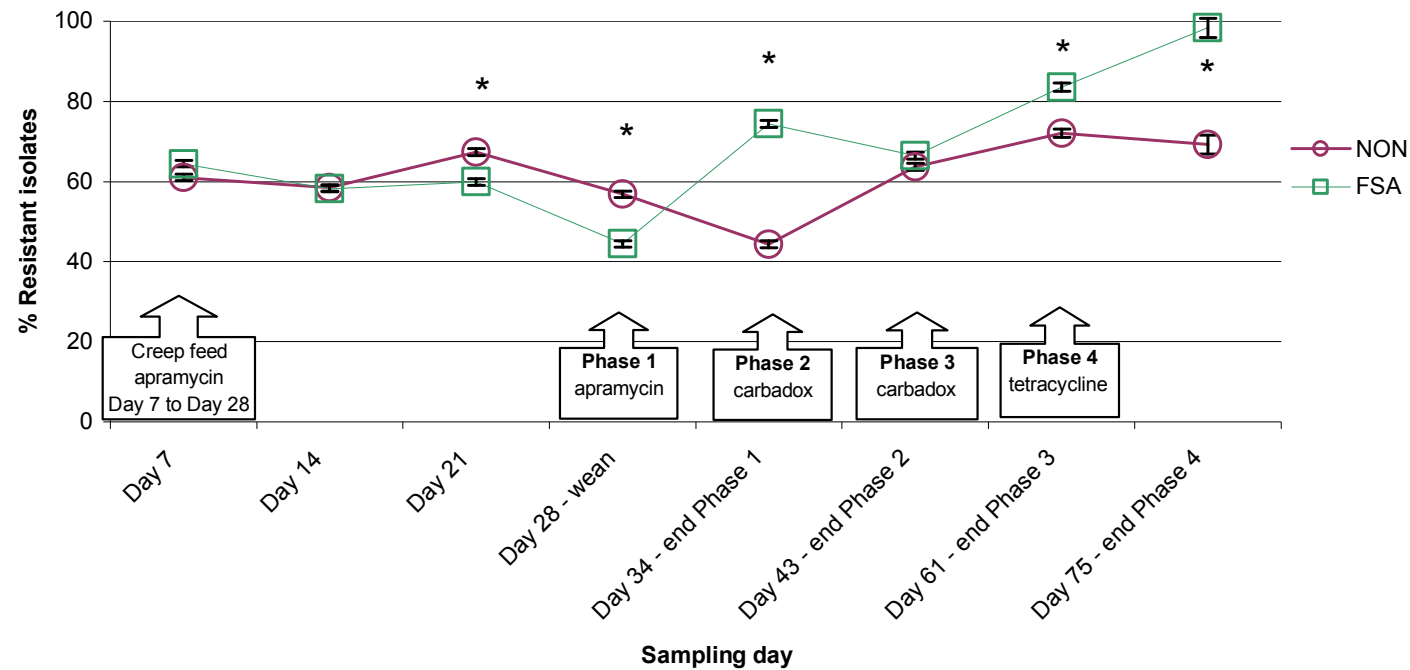 100
80
60
40
20
0
% Resistant isolates
*
*
*
*
*
NON
FSA
Creep feed
apramycin
Day 7 to Day 28
Phase 1
apramycin
Phase 2
carbadox
Phase 3
carbadox
Phase 4
tetracycline
Day 7
Day 14
Day 21
Day 28 - wean
Day 34 - end Phase 1
Day 43 - end Phase 2
Day 61 - end Phase 3
Day 75 - end Phase 4
Sampling day